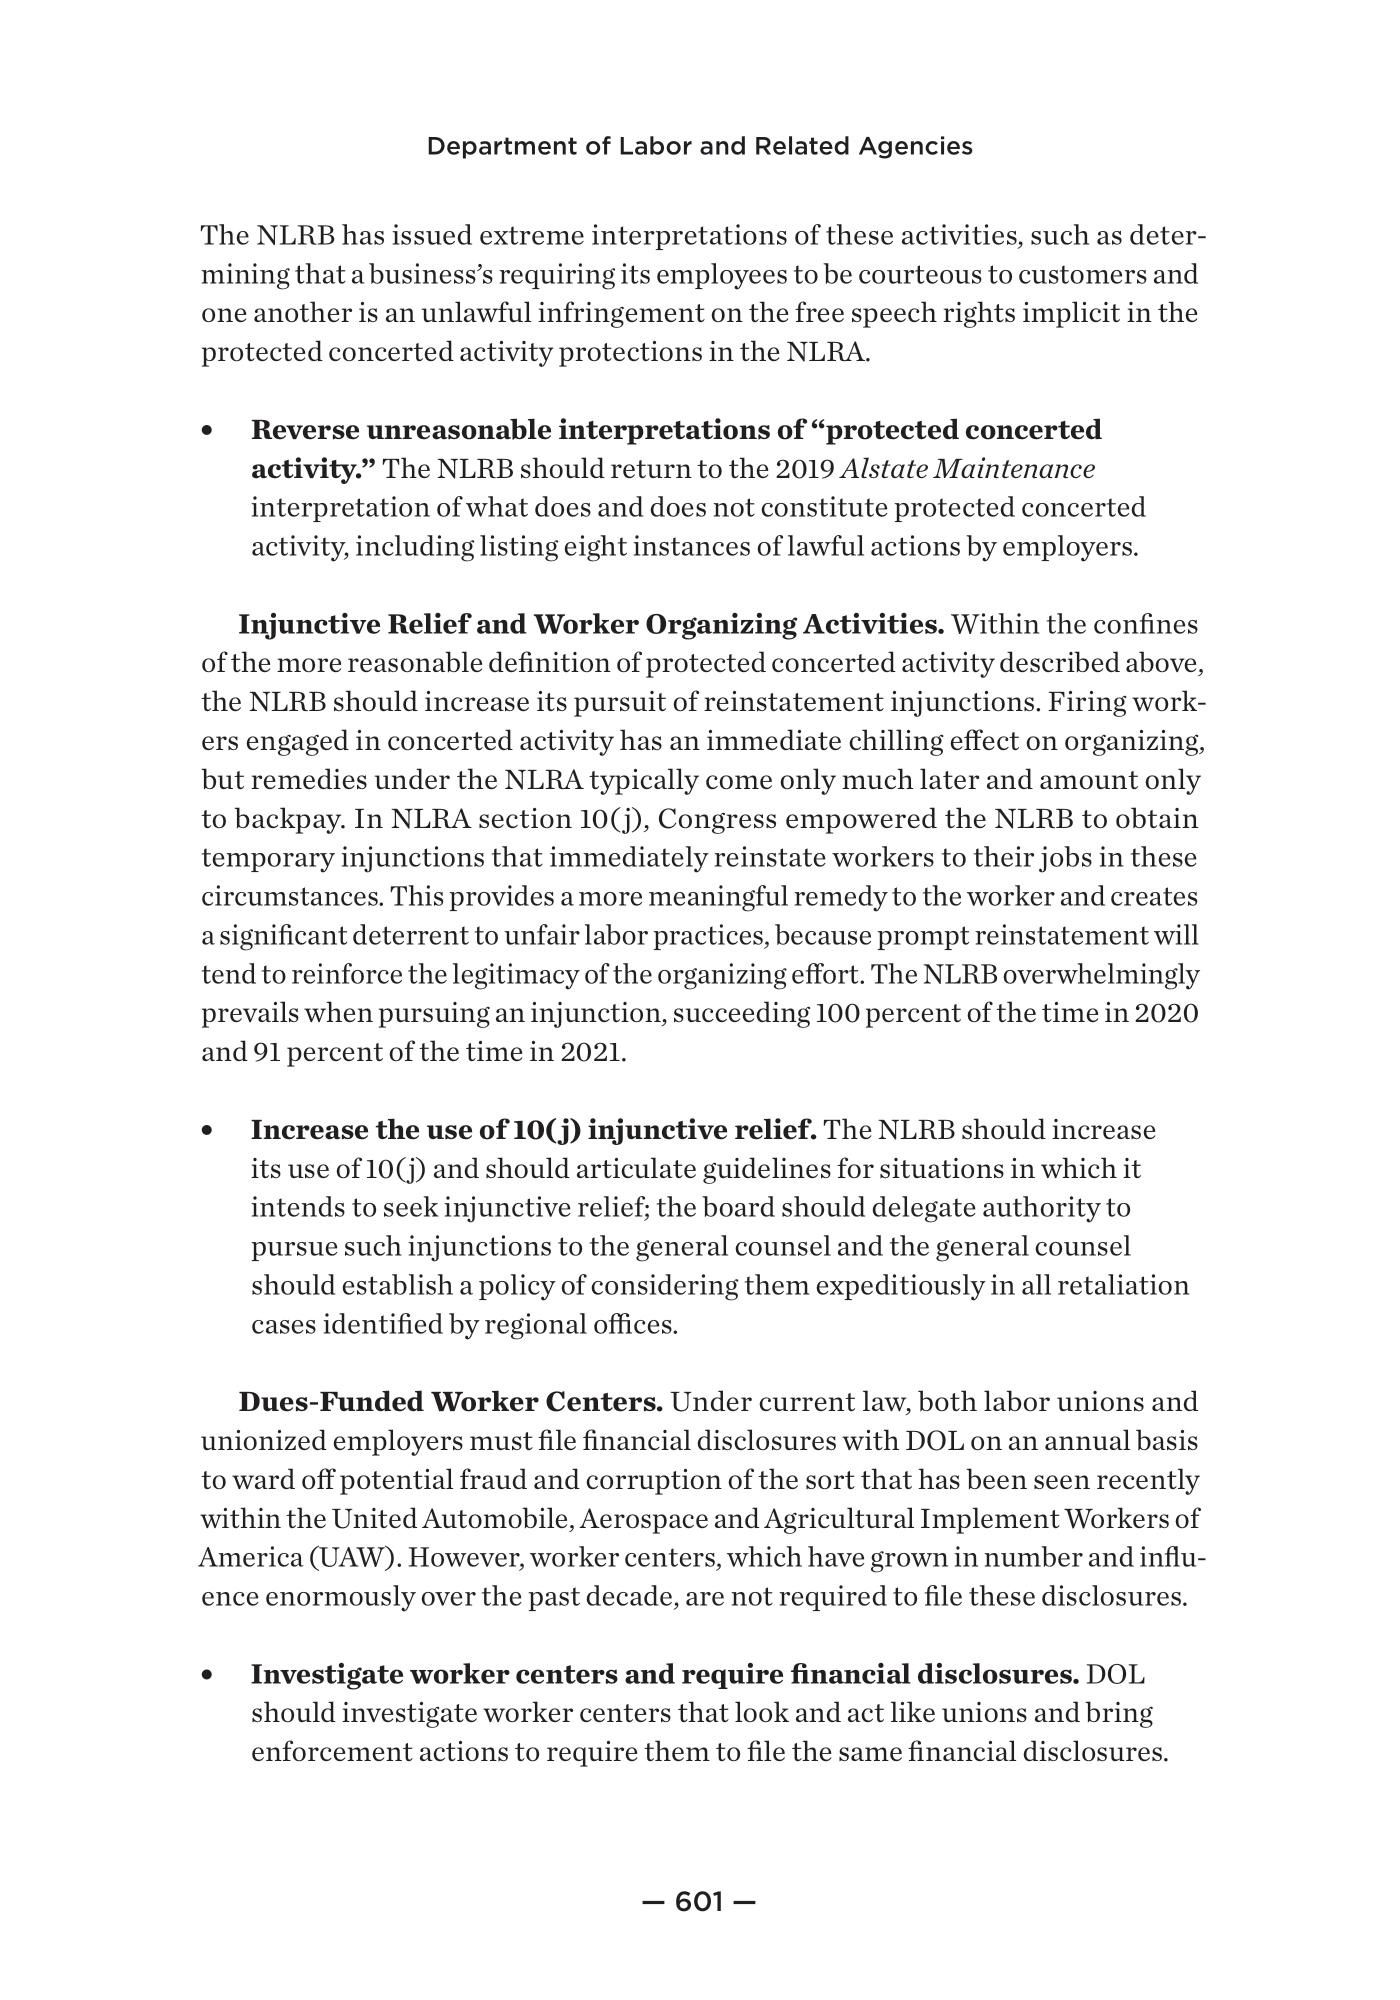 Department of Labor and Related Agencies
The NLRB has issued extreme interpretations of these activities, such as deter-
mining that a business’s requiring its employees to be courteous to customers and
one another is an unlawful infringement on the free speech rights implicit in the
protected concerted activity protections in the NLRA.
• Reverse unreasonable interpretations of “protected concerted
activity.” The NLRB should return to the 2019 Alstate Maintenance
interpretation of what does and does not constitute protected concerted
activity, including listing eight instances of lawful actions by employers.
Injunctive Relief and Worker Organizing Activities. Within the confines
of the more reasonable definition of protected concerted activity described above,
the NLRB should increase its pursuit of reinstatement injunctions. Firing work-
ers engaged in concerted activity has an immediate chilling effect on organizing,
but remedies under the NLRA typically come only much later and amount only
to backpay. In NLRA section 10(j), Congress empowered the NLRB to obtain
temporary injunctions that immediately reinstate workers to their jobs in these
circumstances. This provides a more meaningful remedy to the worker and creates
a significant deterrent to unfair labor practices, because prompt reinstatement will
tend to reinforce the legitimacy of the organizing effort. The NLRB overwhelmingly
prevails when pursuing an injunction, succeeding 100 percent of the time in 2020
and 91 percent of the time in 2021.
• Increase the use of 10(j) injunctive relief. The NLRB should increase
its use of 10(j) and should articulate guidelines for situations in which it
intends to seek injunctive relief; the board should delegate authority to
pursue such injunctions to the general counsel and the general counsel
should establish a policy of considering them expeditiously in all retaliation
cases identified by regional offices.
Dues-Funded Worker Centers. Under current law, both labor unions and
unionized employers must file financial disclosures with DOL on an annual basis
to ward off potential fraud and corruption of the sort that has been seen recently
within the United Automobile, Aerospace and Agricultural Implement Workers of
America (UAW). However, worker centers, which have grown in number and influ-
ence enormously over the past decade, are not required to file these disclosures.
• Investigate worker centers and require financial disclosures. DOL
should investigate worker centers that look and act like unions and bring
enforcement actions to require them to file the same financial disclosures.
— 601 —